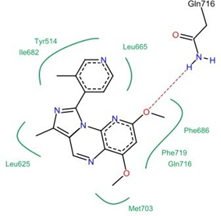 Gln716
O
N
H
H
Tyr514
Ile682
Leu665
N
O
N
N
N
N
O
Phe686
Phe719
Gln716
Leu625
Met703